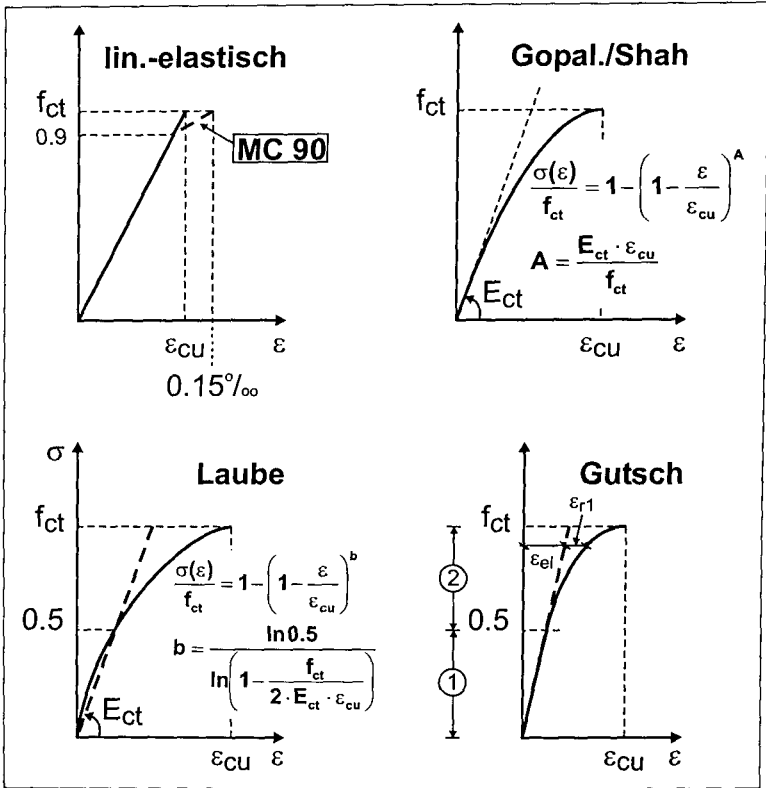 lin.-elastisch
f_ct
0.9
MC 90
ε_cu ε
0.15‰
Gopal./Shah
f_ct
σ(ε)/f_ct = 1 − (1 − ε/ε_cu)^A
A = E_ct · ε_cu / f_ct
E_ct
ε_cu ε
σ
Laube
f_ct
σ(ε)/f_ct = 1 − (1 − ε/ε_cu)^b
0.5
b = ln 0.5 / ln(1 − f_ct / (2 · E_ct · ε_cu))
E_ct
ε_cu ε
Gutsch
ε_r1
f_ct
ε_el
②
0.5
①
ε_cu ε